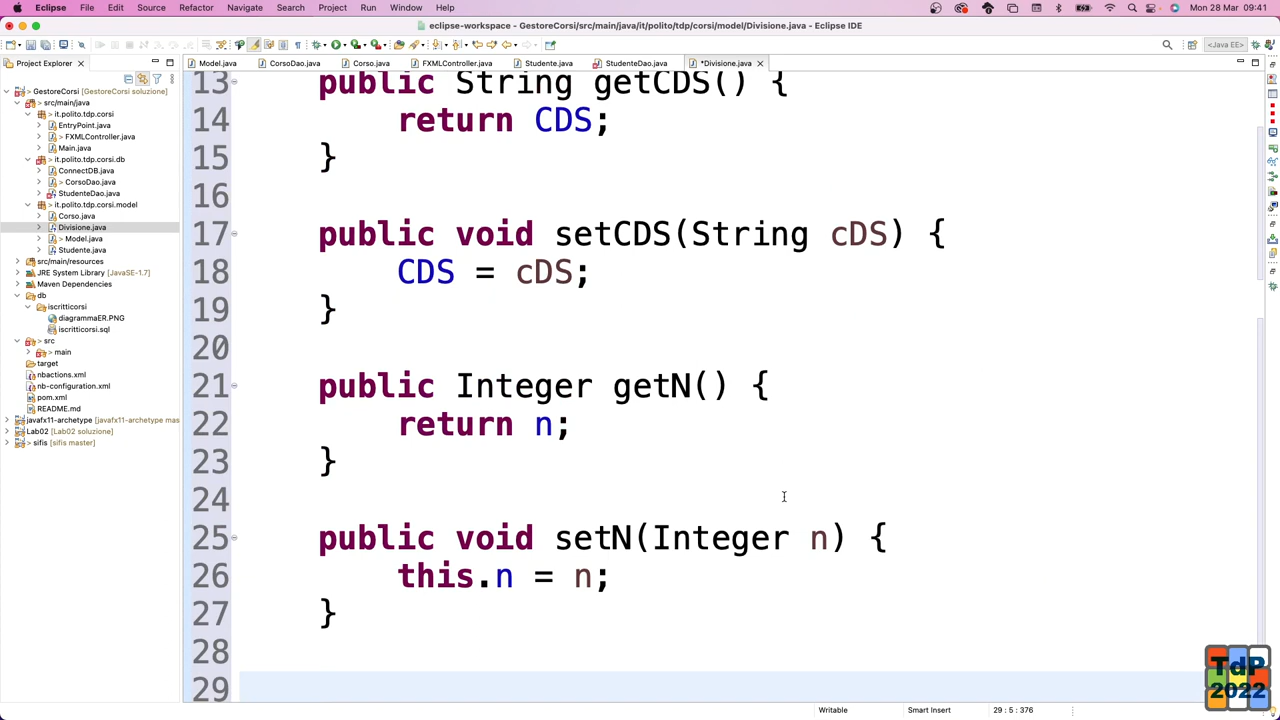 Eclipse File Edit Source Refactor Navigate Search Project Run Window Help Mon 28 Mar 09:41
eclipse-workspace - GestoreCorsi/src/main/java/it/polito/tdp/corsi/model/Divisione.java - Eclipse IDE
<Java EE>
Project Explorer
Model.java CorsoDao.java Corso.java FXMLController.java Studente.java StudenteDao.java *Divisione.java
GestoreCorsi [GestoreCorsi soluzione]
src/main/java
it.polito.tdp.corsi
EntryPoint.java
> FXMLController.java
Main.java
it.polito.tdp.corsi.db
ConnectDB.java
> CorsoDao.java
StudenteDao.java
it.polito.tdp.corsi.model
Corso.java
Divisione.java
> Model.java
Studente.java
src/main/resources
JRE System Library [JavaSE-1.7]
Maven Dependencies
db
iscritticorsi
diagrammaER.PNG
iscritticorsi.sql
> src
> main
target
nbactions.xml
nb-configuration.xml
pom.xml
README.md
javafx11-archetype [javafx11-archetype mas
Lab02 [Lab02 soluzione]
> sifis [sifis master]
13 public String getCDS() {
14 return CDS;
15 }
16
17 public void setCDS(String cDS) {
18 CDS = cDS;
19 }
20
21 public Integer getN() {
22 return n;
23 }
24
25 public void setN(Integer n) {
26 this.n = n;
27 }
28
29
TdP
2022
Writable Smart Insert 29 : 5 : 376